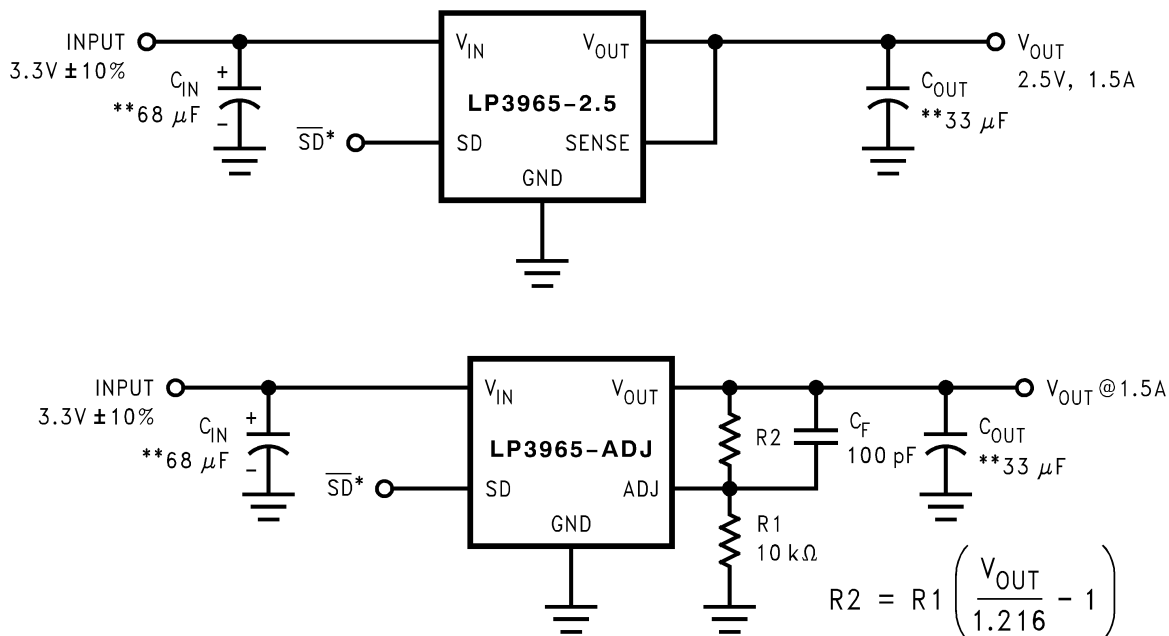 INPUT
3.3V ±10%
C_IN
+
**68 μF
−
SD̅*
V_IN
V_OUT
LP3965-2.5
SD
SENSE
GND
C_OUT
**33 μF
V_OUT
2.5V, 1.5A
INPUT
3.3V ±10%
C_IN
+
**68 μF
−
SD̅*
V_IN
V_OUT
LP3965-ADJ
SD
ADJ
GND
R2
C_F
100 pF
R1
10 kΩ
C_OUT
**33 μF
V_OUT @ 1.5A
R2 = R1 (V_OUT / 1.216 - 1)